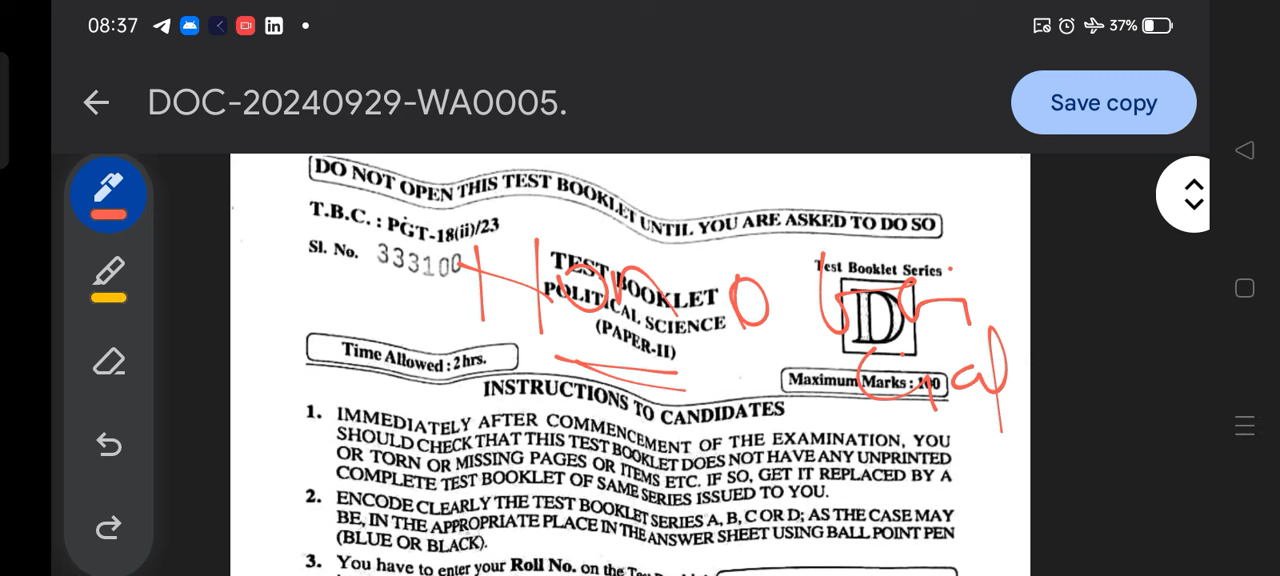 08:37
37%
DOC-20240929-WA0005.
Save copy
DO NOT OPEN THIS TEST BOOKLET UNTIL YOU ARE ASKED TO DO SO
T.B.C. : PGT-18(ii)/23
Sl. No. 333100
TEST BOOKLET
POLITICAL SCIENCE
(PAPER-II)
Test Booklet Series
D
Time Allowed : 2 hrs.
Maximum Marks : 100
INSTRUCTIONS TO CANDIDATES
1. IMMEDIATELY AFTER COMMENCEMENT OF THE EXAMINATION, YOU
SHOULD CHECK THAT THIS TEST BOOKLET DOES NOT HAVE ANY UNPRINTED
OR TORN OR MISSING PAGES OR ITEMS ETC. IF SO, GET IT REPLACED BY A
COMPLETE TEST BOOKLET OF SAME SERIES ISSUED TO YOU.
2. ENCODE CLEARLY THE TEST BOOKLET SERIES A, B, C OR D; AS THE CASE MAY
BE, IN THE APPROPRIATE PLACE IN THE ANSWER SHEET USING BALL POINT PEN
(BLUE OR BLACK).
3. You have to enter your Roll No. on the